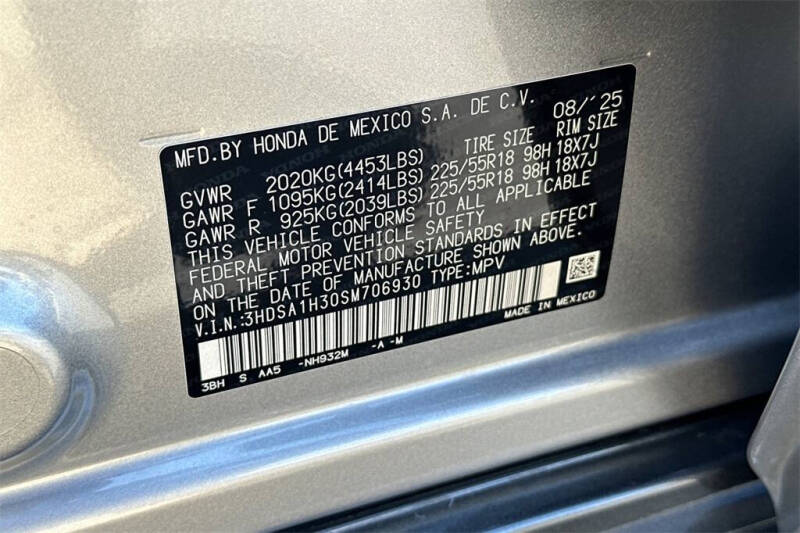 MFD.BY HONDA DE MEXICO S.A. DE C.V. 08/'25
TIRE SIZE RIM SIZE
GVWR 2020KG(4453LBS)
GAWR F 1095KG(2414LBS) 225/55R18 98H 18X7J
GAWR R 925KG(2039LBS) 225/55R18 98H 18X7J
THIS VEHICLE CONFORMS TO ALL APPLICABLE
FEDERAL MOTOR VEHICLE SAFETY
AND THEFT PREVENTION STANDARDS IN EFFECT
ON THE DATE OF MANUFACTURE SHOWN ABOVE.
V.I.N.:3HDSA1H30SM706930 TYPE:MPV
MADE IN MEXICO
3BH S AA5 -NH932M -A -M